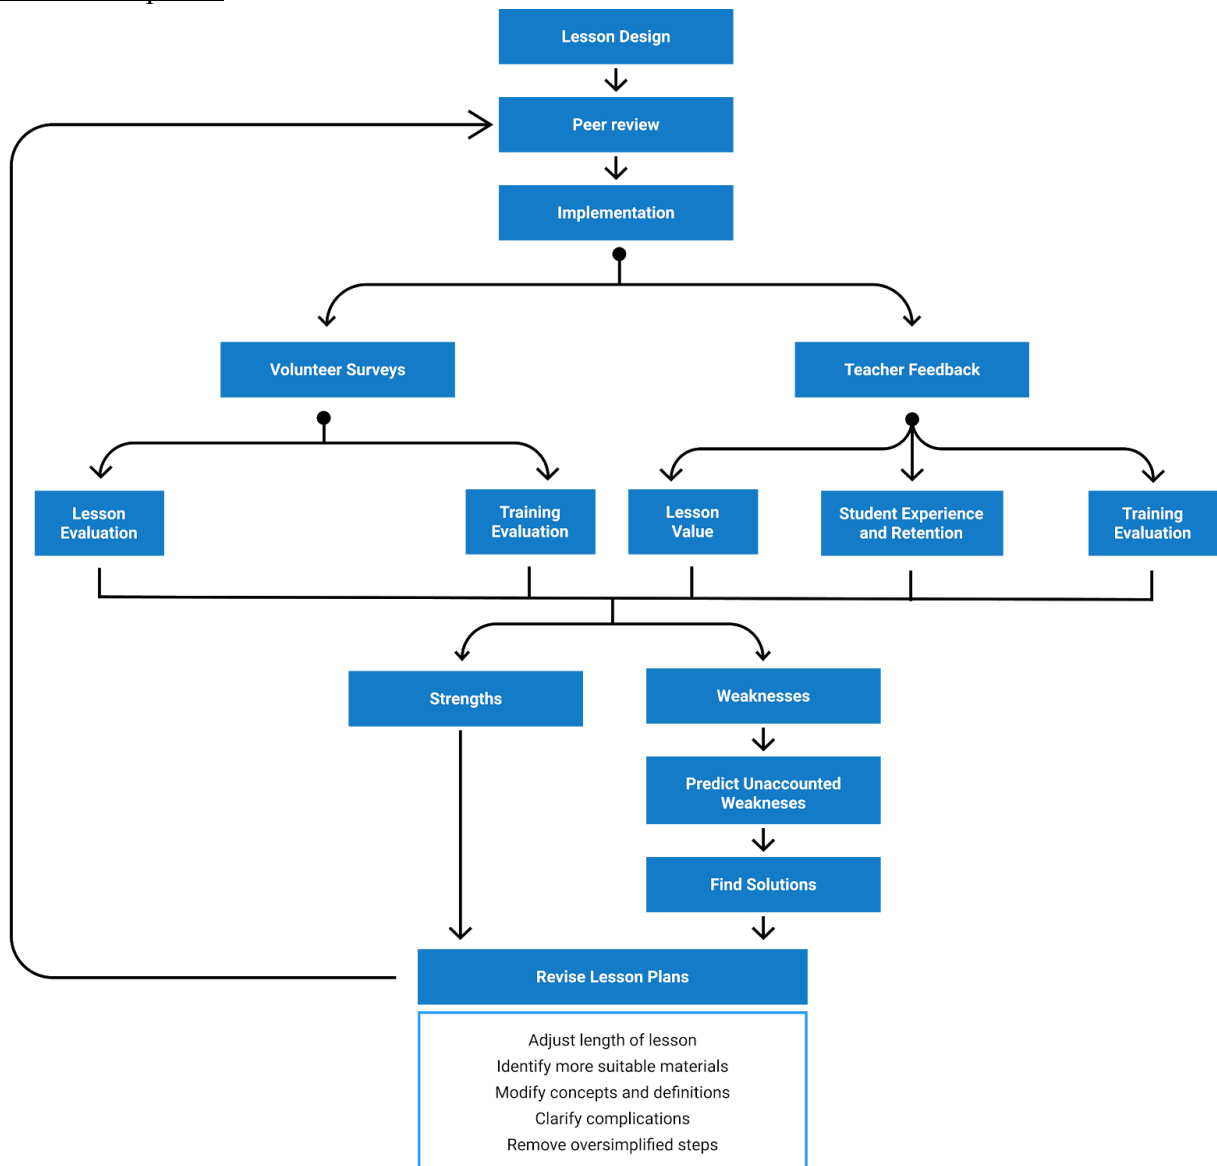 Lesson Design
Peer review
Implementation
Volunteer Surveys
Teacher Feedback
Lesson
Evaluation
Training
Evaluation
Lesson
Value
Student Experience
and Retention
Training
Evaluation
Strengths
Weaknesses
Predict Unaccounted
Weakneses
Find Solutions
Revise Lesson Plans
Adjust length of lesson
Identify more suitable materials
Modify concepts and definitions
Clarify complications
Remove oversimplified steps